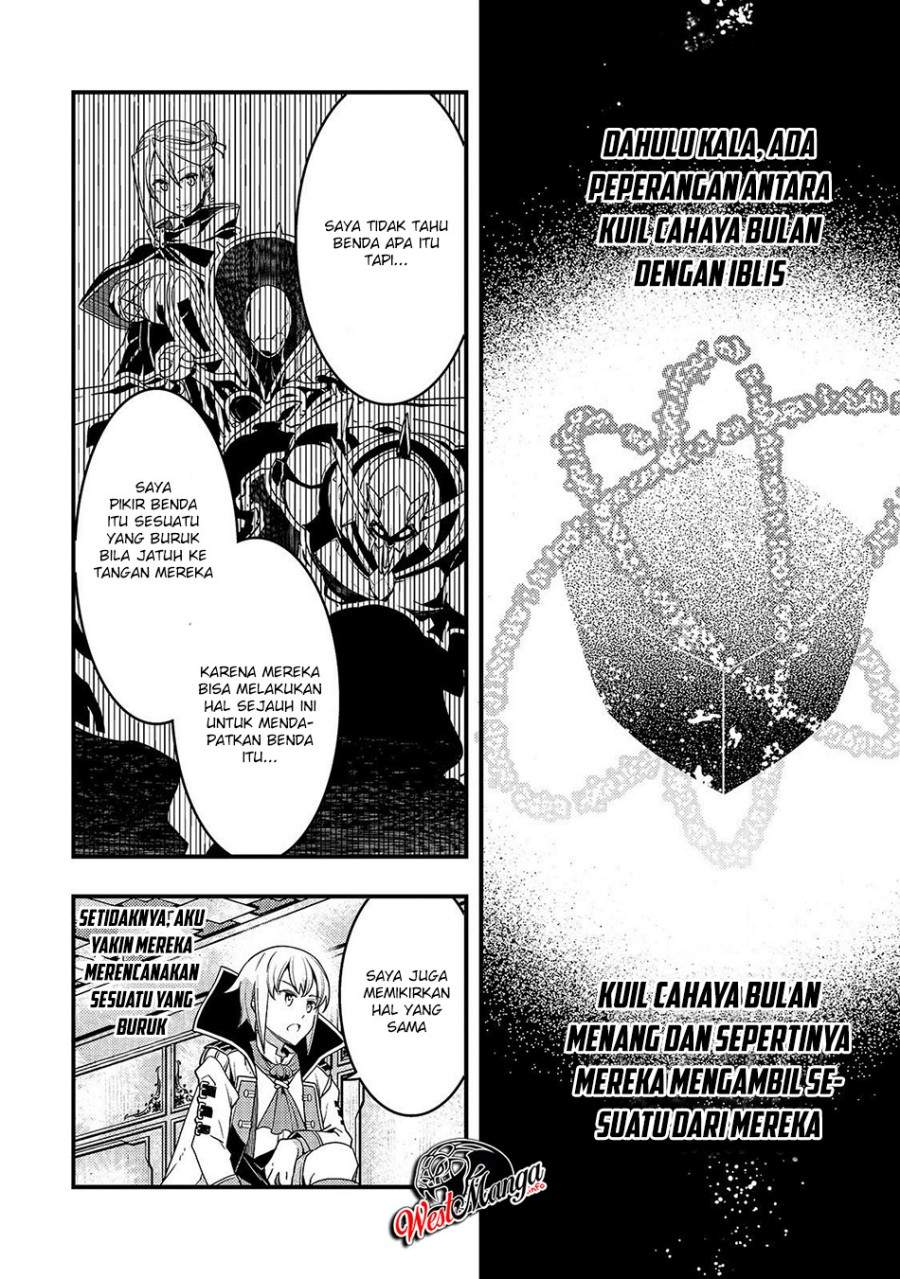 DAHULU KALA, ADA
PEPERANGAN ANTARA
KUIL CAHAYA BULAN
DENGAN IBLIS
KUIL CAHAYA BULAN
MENANG DAN SEPERTINYA
MEREKA MENGAMBIL SE-
SUATU DARI MEREKA
SAYA TIDAK TAHU
BENDA APA ITU
TAPI...
SAYA
PIKIR BENDA
ITU SESUATU
YANG BURUK
BILA JATUH KE
TANGAN MEREKA
KARENA MEREKA
BISA MELAKUKAN
HAL SEJAUH INI
UNTUK MENDA-
PATKAN BENDA
ITU...
SAYA JUGA
MEMIKIRKAN
HAL YANG
SAMA
SETIDAKNYA, AKU
YAKIN MEREKA
MERENCANAKAN
SESUATU YANG
BURUK
WestManga.info